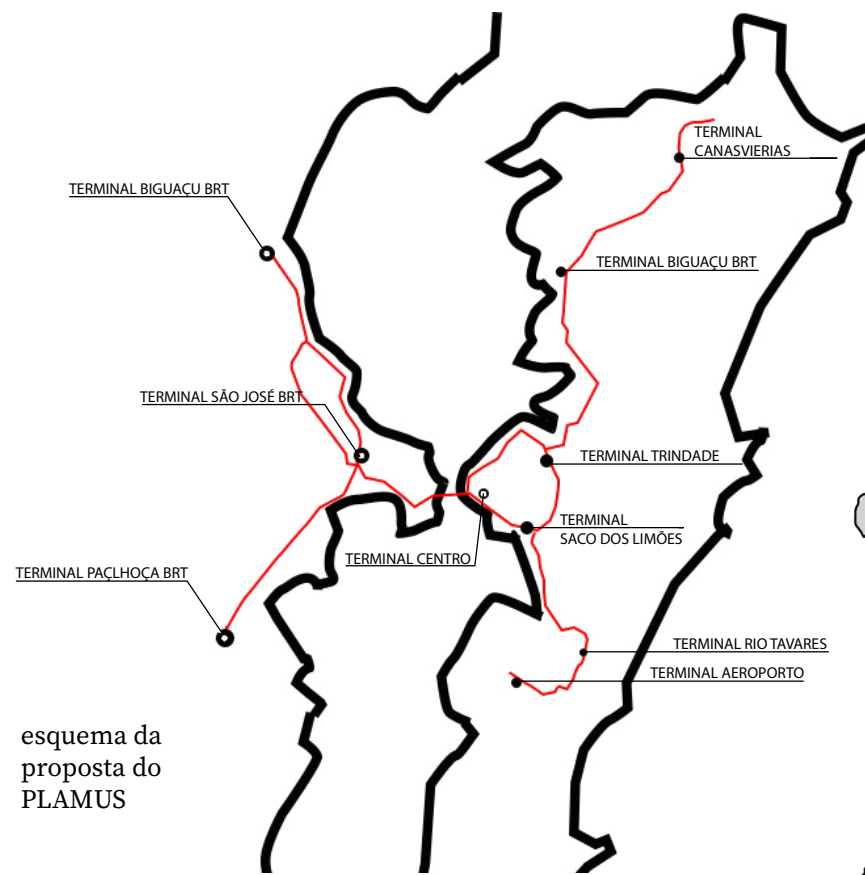 TERMINAL
CANASVIERIAS
TERMINAL BIGUAÇU BRT
TERMINAL BIGUAÇU BRT
TERMINAL SÃO JOSÉ BRT
TERMINAL TRINDADE
TERMINAL
SACO DOS LIMÕES
TERMINAL CENTRO
TERMINAL PAÇLHOÇA BRT
TERMINAL RIO TAVARES
TERMINAL AEROPORTO
esquema da
proposta do
PLAMUS